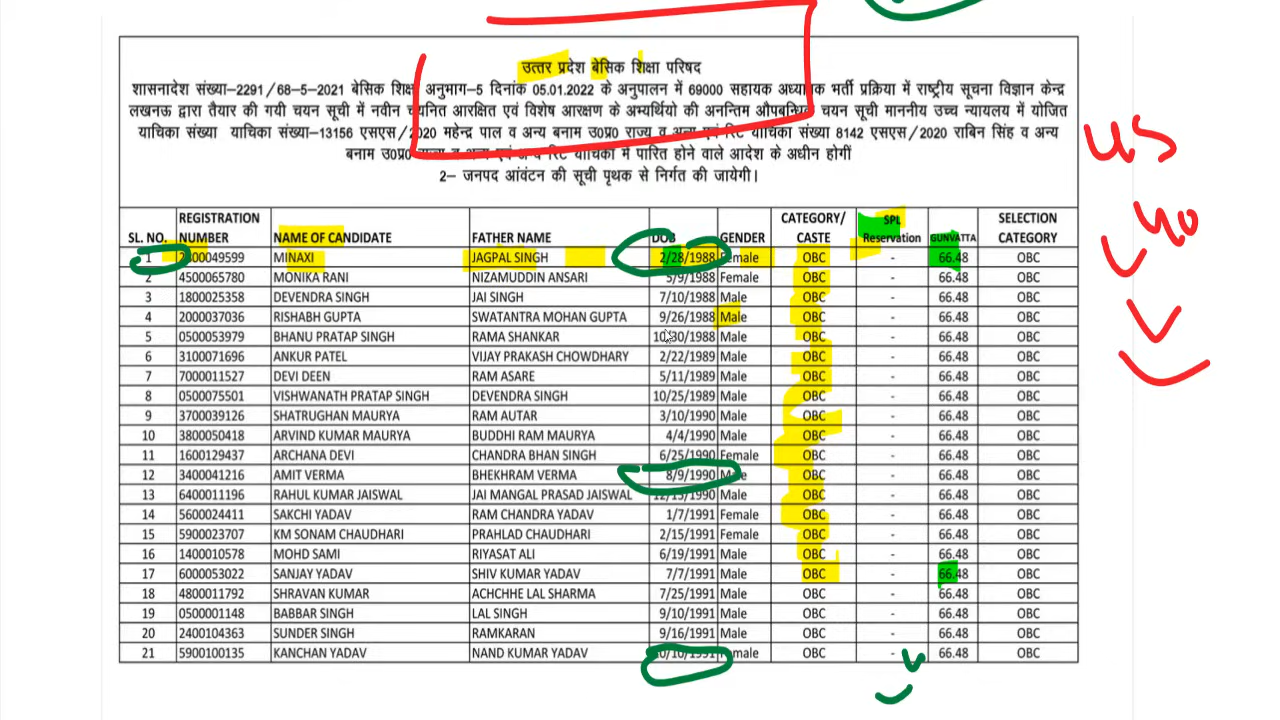 उत्तर प्रदेश बेसिक शिक्षा परिषद
शासनादेश संख्या-2291/68-5-2021 बेसिक शिक्षा अनुभाग-5 दिनांक 05.01.2022 के अनुपालन में 69000 सहायक अध्यापक भर्ती प्रक्रिया में राष्ट्रीय सूचना विज्ञान केन्द्र
लखनऊ द्वारा तैयार की गयी चयन सूची में नवीन चयनित आरक्षित एवं विशेष आरक्षण के अभ्यर्थियो की अनन्तिम औपबन्धिक चयन सूची माननीय उच्च न्यायालय में योजित
याचिका संख्या याचिका संख्या-13156 एसएस/2020 महेन्द्र पाल व अन्य बनाम उ0प्र0 राज्य व अन्य एवं रिट याचिका संख्या 8142 एसएस/2020 राबिन सिंह व अन्य
बनाम उ0प्र0 राज्य व अन्य एवं अन्य रिट याचिका में पारित होने वाले आदेश के अधीन होगीं
2- जनपद आंवंटन की सूची पृथक से निर्गत की जायेगी।
45
40
SL. NO. REGISTRATION NUMBER NAME OF CANDIDATE FATHER NAME DOB GENDER CATEGORY/ CASTE SPL Reservation GUNVATTA SELECTION CATEGORY
1 2800049599 MINAXI JAGPAL SINGH 2/28/1988 Female OBC - 66.48 OBC
2 4500065780 MONIKA RANI NIZAMUDDIN ANSARI 5/9/1988 Female OBC - 66.48 OBC
3 1800025358 DEVENDRA SINGH JAI SINGH 7/10/1988 Male OBC - 66.48 OBC
4 2000037036 RISHABH GUPTA SWATANTRA MOHAN GUPTA 9/26/1988 Male OBC - 66.48 OBC
5 0500053979 BHANU PRATAP SINGH RAMA SHANKAR 10/30/1988 Male OBC - 66.48 OBC
6 3100071696 ANKUR PATEL VIJAY PRAKASH CHOWDHARY 2/22/1989 Male OBC - 66.48 OBC
7 7000011527 DEVI DEEN RAM ASARE 5/11/1989 Male OBC - 66.48 OBC
8 0500075501 VISHWANATH PRATAP SINGH DEVENDRA SINGH 10/25/1989 Male OBC - 66.48 OBC
9 3700039126 SHATRUGHAN MAURYA RAM AUTAR 3/10/1990 Male OBC - 66.48 OBC
10 3800050418 ARVIND KUMAR MAURYA BUDDHI RAM MAURYA 4/4/1990 Male OBC - 66.48 OBC
11 1600129437 ARCHANA DEVI CHANDRA BHAN SINGH 6/25/1990 Female OBC - 66.48 OBC
12 3400041216 AMIT VERMA BHEKHRAM VERMA 8/9/1990 Male OBC - 66.48 OBC
13 6400011196 RAHUL KUMAR JAISWAL JAI MANGAL PRASAD JAISWAL 12/15/1990 Male OBC - 66.48 OBC
14 5600024411 SAKCHI YADAV RAM CHANDRA YADAV 1/7/1991 Female OBC - 66.48 OBC
15 5900023707 KM SONAM CHAUDHARI PRAHLAD CHAUDHARI 2/15/1991 Female OBC - 66.48 OBC
16 1400010578 MOHD SAMI RIYASAT ALI 6/19/1991 Male OBC - 66.48 OBC
17 6000053022 SANJAY YADAV SHIV KUMAR YADAV 7/7/1991 Male OBC - 66.48 OBC
18 4800011792 SHRAVAN KUMAR ACHCHHE LAL SHARMA 7/25/1991 Male OBC - 66.48 OBC
19 0500001148 BABBAR SINGH LAL SINGH 9/10/1991 Male OBC - 66.48 OBC
20 2400104363 SUNDER SINGH RAMKARAN 9/16/1991 Male OBC - 66.48 OBC
21 5900100135 KANCHAN YADAV NAND KUMAR YADAV 10/10/1991 Female OBC - 66.48 OBC